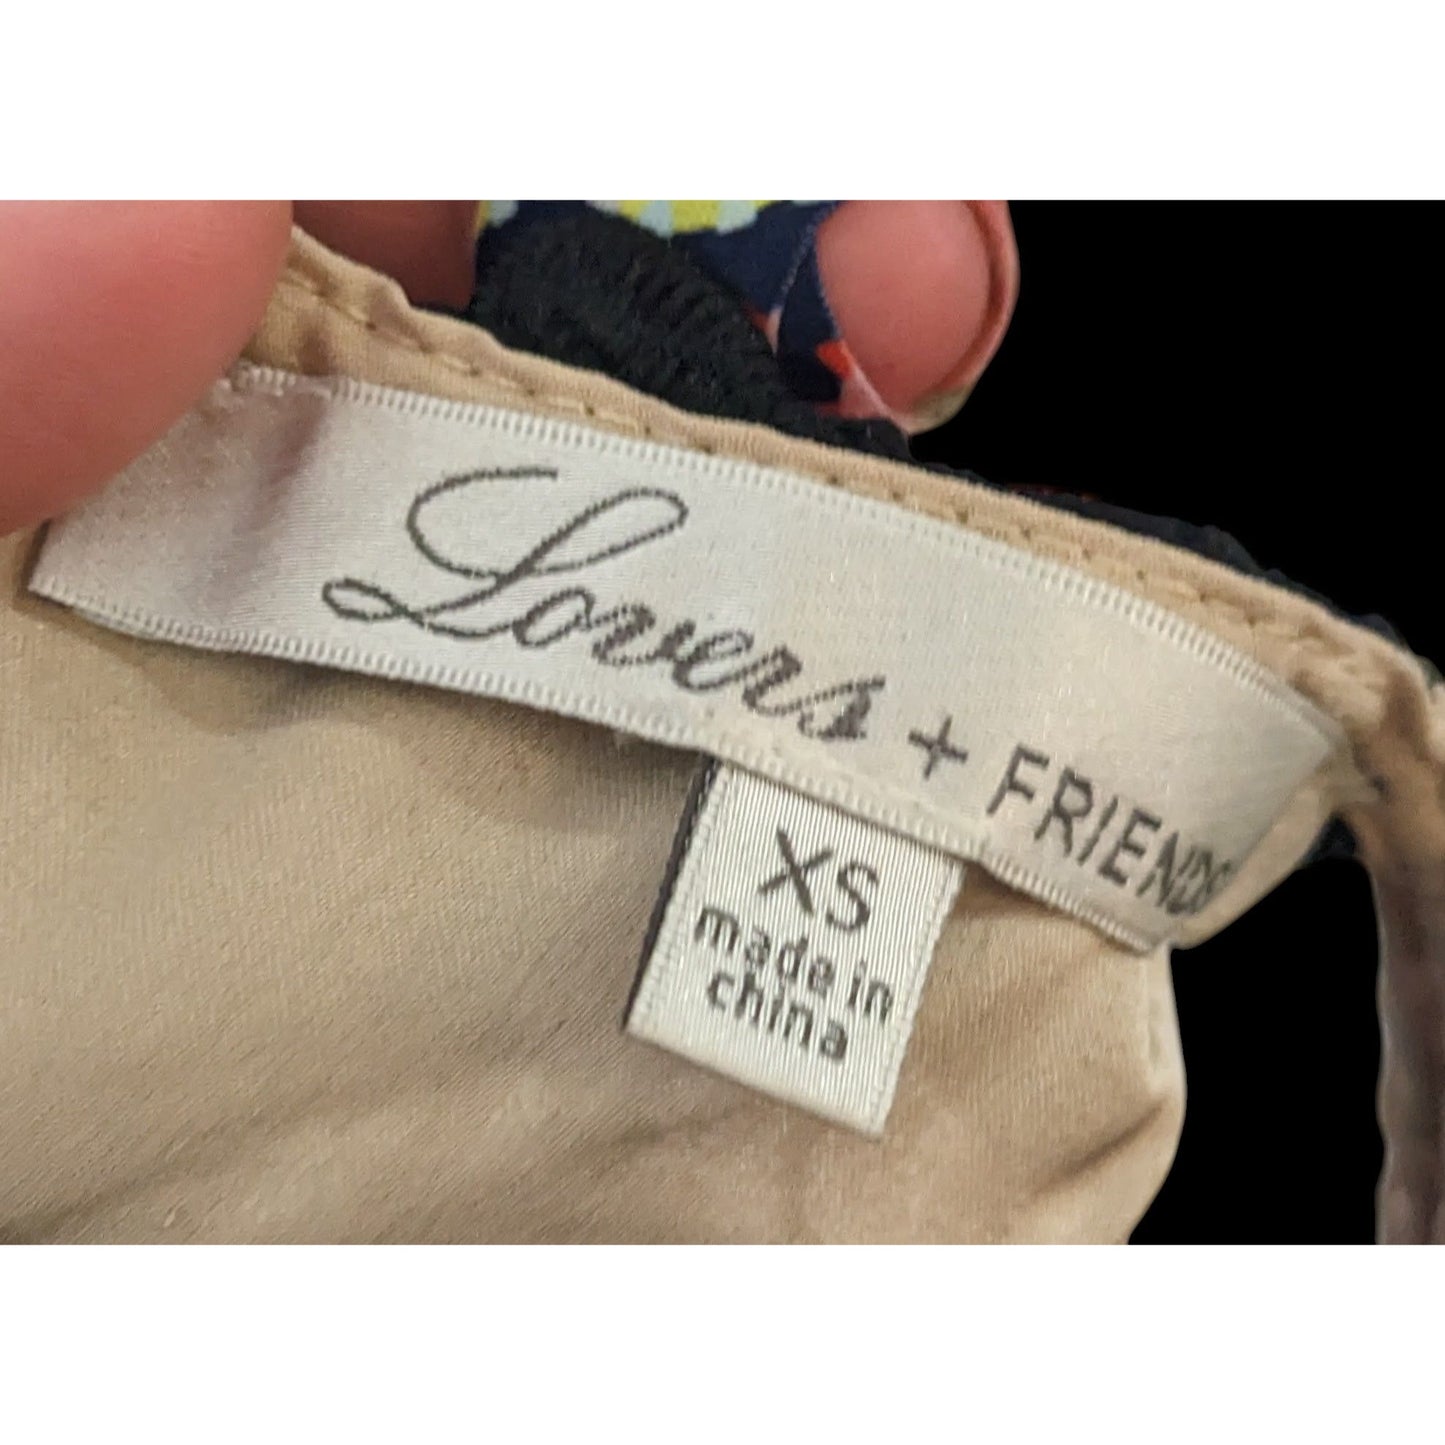 Lovers + FRIENDS
XS
made in
china